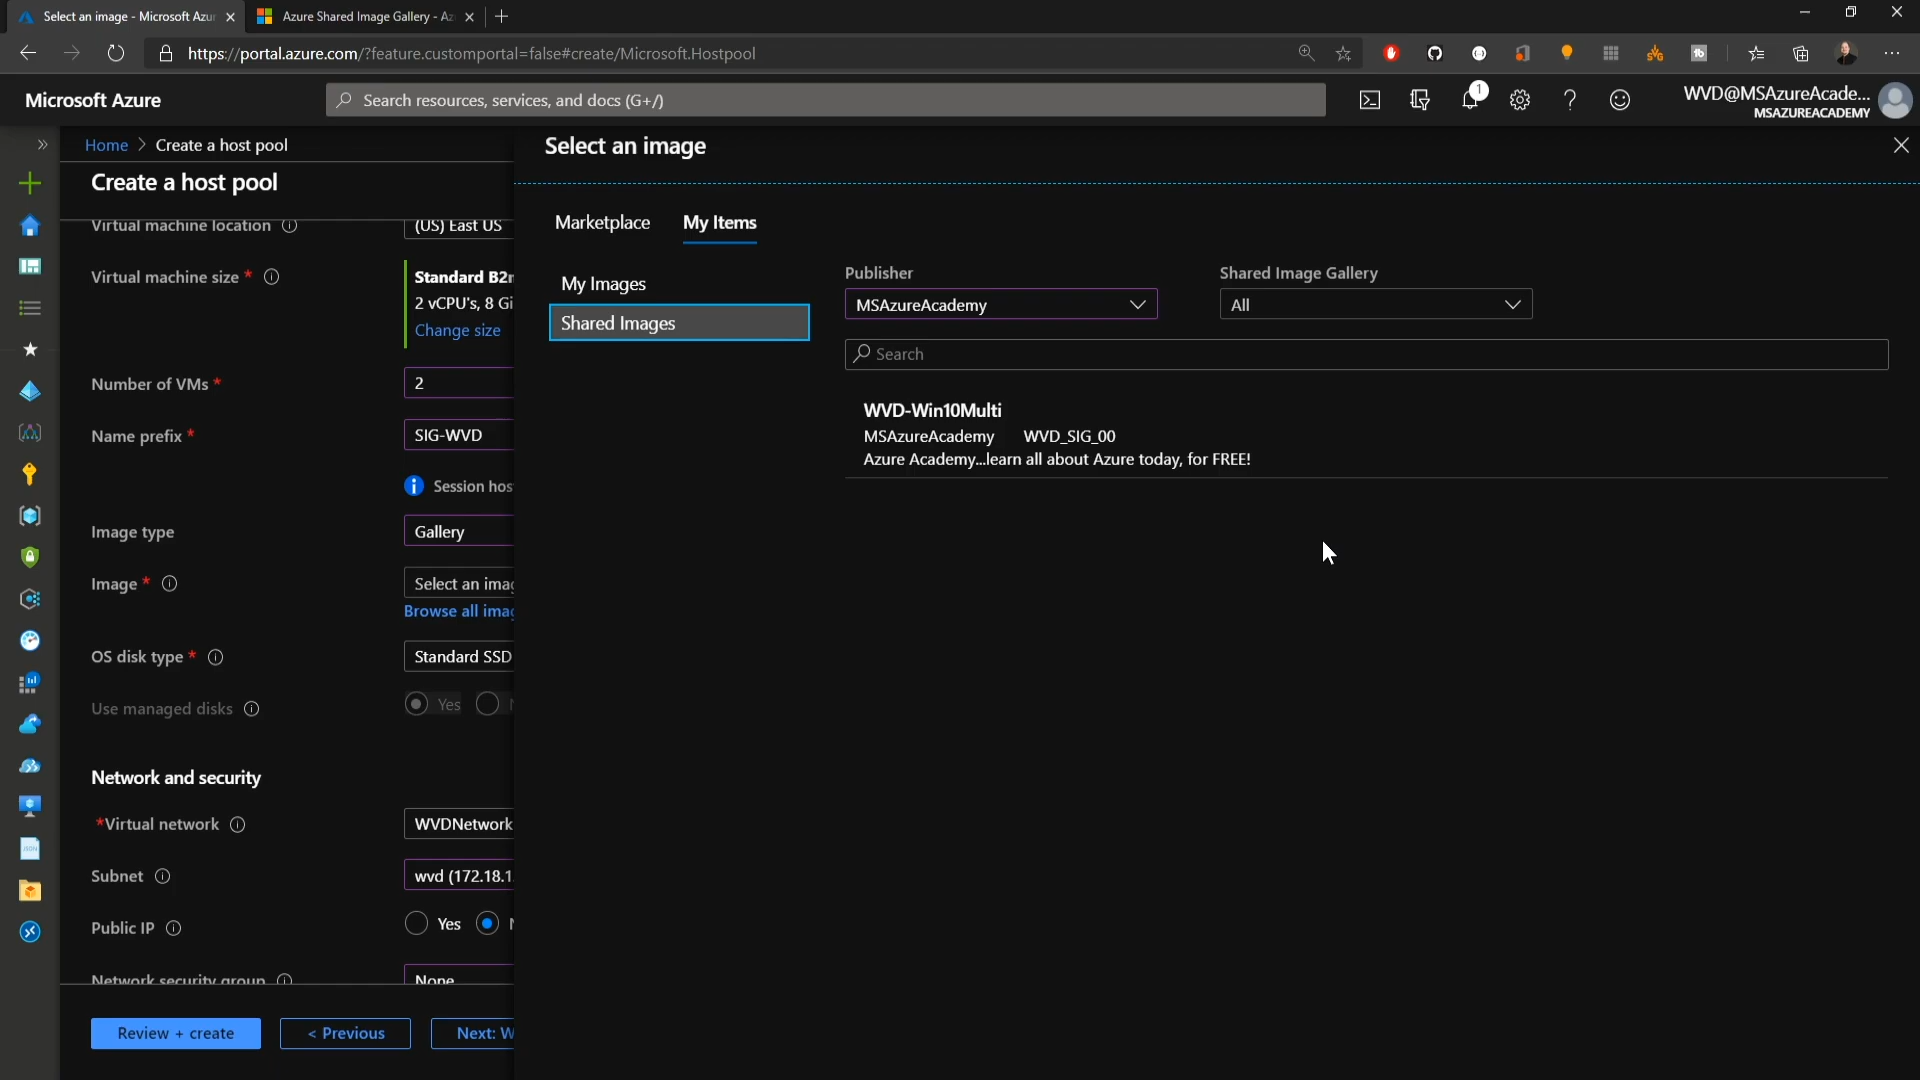 Select an image - Microsoft Azur
Azure Shared Image Gallery - Az
https://portal.azure.com/?feature.customportal=false#create/Microsoft.Hostpool
Microsoft Azure
Search resources, services, and docs (G+/)
1
WVD@MSAzureAcade...
MSAZUREACADEMY
Home > Create a host pool
Create a host pool
Virtual machine location
(US) East US
Virtual machine size *
Standard B2m
2 vCPU's, 8 Gi
Change size
Number of VMs *
2
Name prefix *
SIG-WVD
Session hos
Image type
Gallery
Image *
Select an imag
Browse all imag
OS disk type *
Standard SSD
Use managed disks
Yes
Network and security
*Virtual network
WVDNetwork
Subnet
wvd (172.18.1
Public IP
Yes
Network security group
None
Review + create
< Previous
Next: W
Select an image
Marketplace
My Items
My Images
Shared Images
Publisher
MSAzureAcademy
Shared Image Gallery
All
Search
WVD-Win10Multi
MSAzureAcademy WVD_SIG_00
Azure Academy...learn all about Azure today, for FREE!